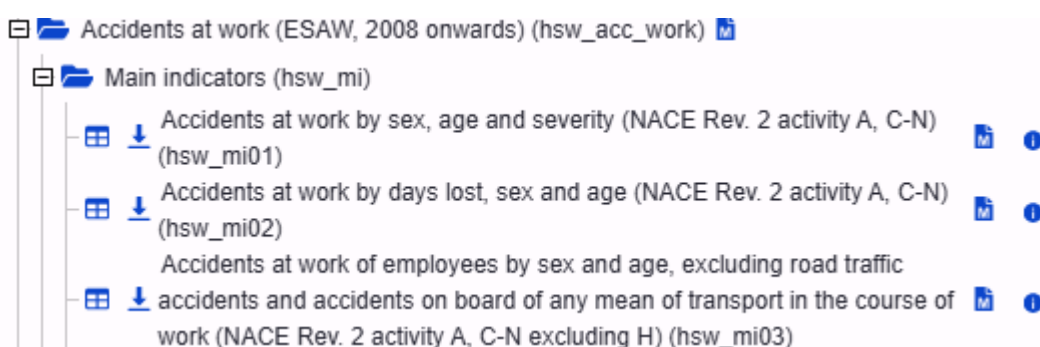 Accidents at work (ESAW, 2008 onwards) (hsw_acc_work)
Main indicators (hsw_mi)
Accidents at work by sex, age and severity (NACE Rev. 2 activity A, C-N)
(hsw_mi01)
Accidents at work by days lost, sex and age (NACE Rev. 2 activity A, C-N)
(hsw_mi02)
Accidents at work of employees by sex and age, excluding road traffic
accidents and accidents on board of any mean of transport in the course of
work (NACE Rev. 2 activity A, C-N excluding H) (hsw_mi03)